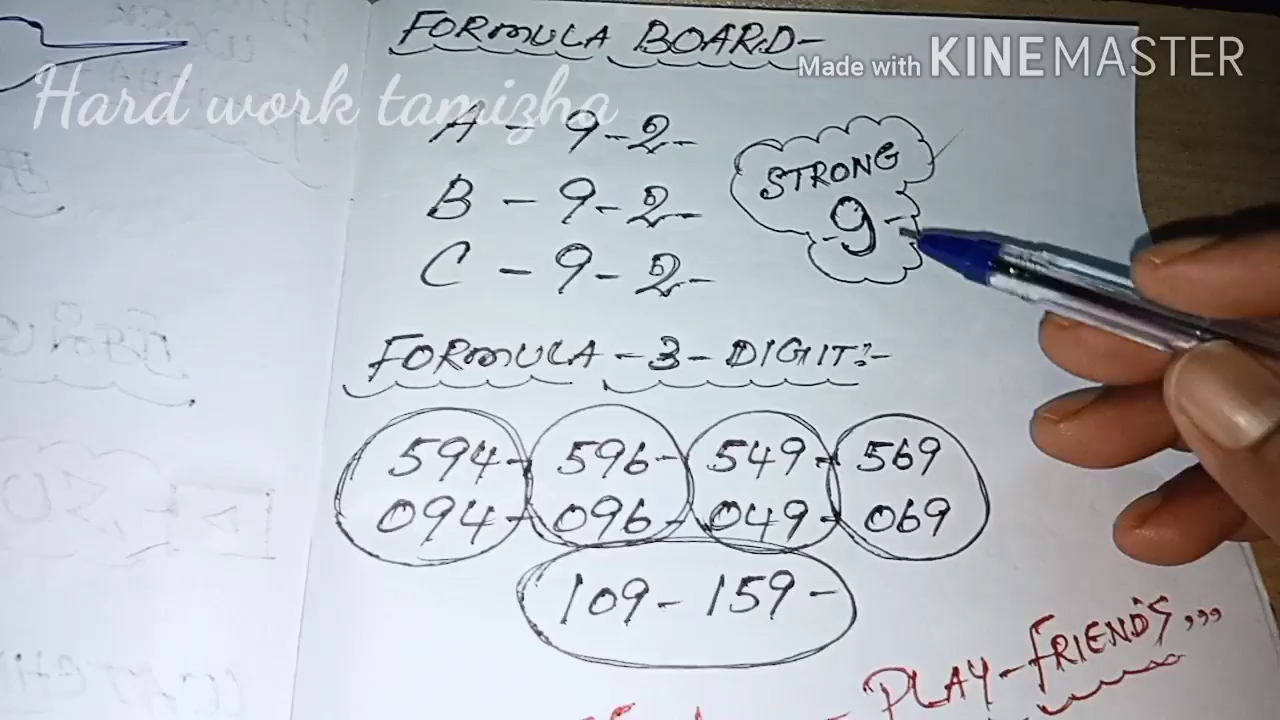 FORMULA BOARD-
Made with KINEMASTER
Hard work tamizha
A - 9-2-
B - 9-2-
C - 9-2-
STRONG
9-
FORMULA -3- DIGIT:-
594- 596- 549- 569
094- 096- 049- 069
109- 159-
PLAY-FRIENDS,,,